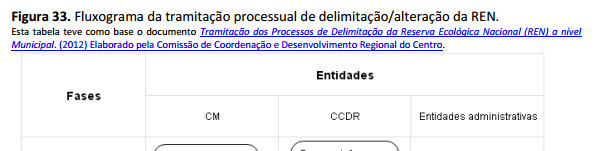 Figura 33. Fluxograma da tramitação processual de delimitação/alteração da REN.
Esta tabela teve como base o documento Tramitação dos Processos de Delimitação da Reserva Ecológica Nacional (REN) a nível
Municipal. (2012) Elaborado pela Comissão de Coordenação e Desenvolvimento Regional do Centro.
Entidades
Fases
CM CCDR Entidades administrativas